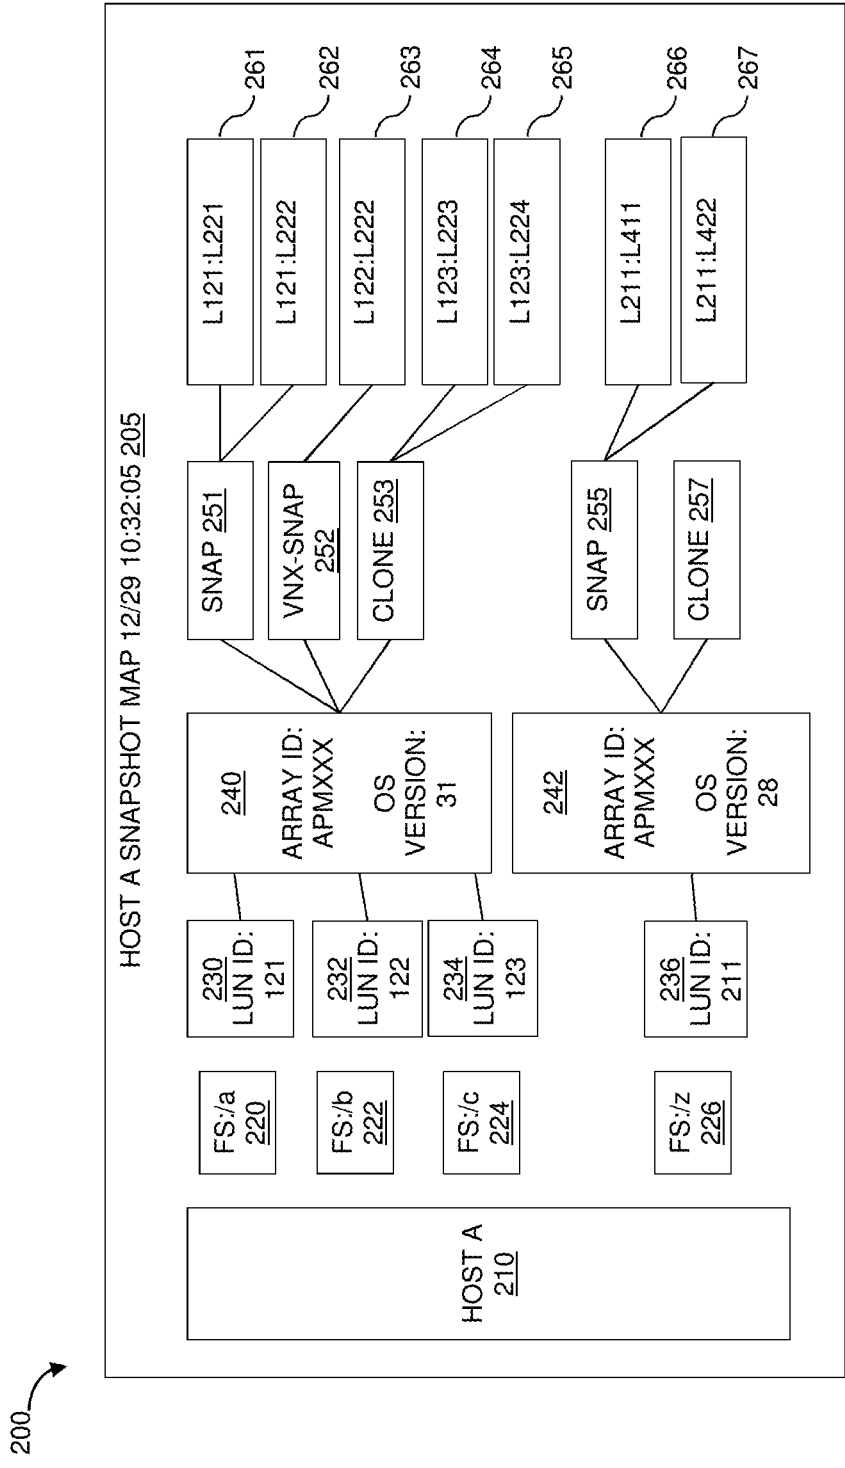 200
HOST A SNAPSHOT MAP 12/29 10:32:05 205
HOST A
210
FS:/a
220
FS:/b
222
FS:/c
224
FS:/z
226
230
LUN ID:
121
232
LUN ID:
122
234
LUN ID:
123
236
LUN ID:
211
240
ARRAY ID:
APMXXX
OS
VERSION:
31
242
ARRAY ID:
APMXXX
OS
VERSION:
28
SNAP 251
VNX-SNAP
252
CLONE 253
SNAP 255
CLONE 257
L121:L221
261
L121:L222
262
L122:L222
263
L123:L223
264
L123:L224
265
L211:L411
266
L211:L422
267